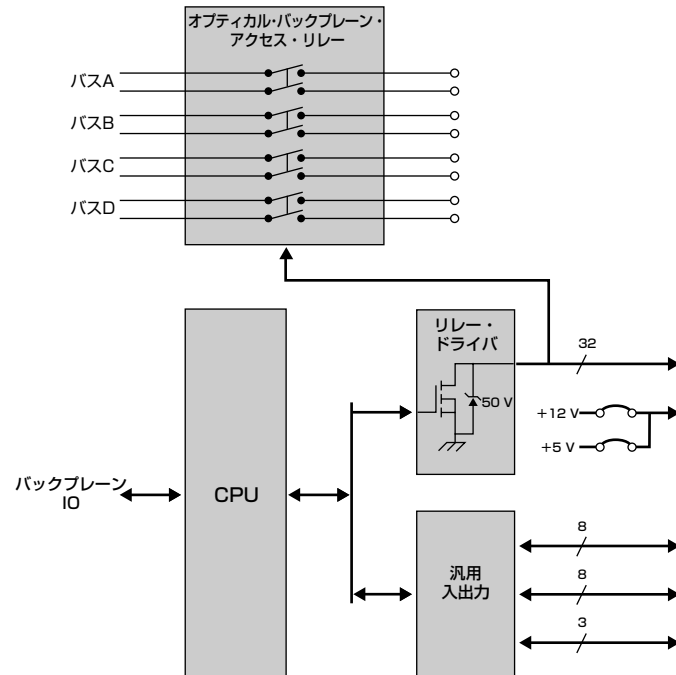 オプティカル・バックプレーン・
アクセス・リレー
バスA
バスB
バスC
バスD
リレー・
ドライバ
50 V
32
+12 V
+5 V
バックプレーン
IO
CPU
汎用
入出力
8
8
3